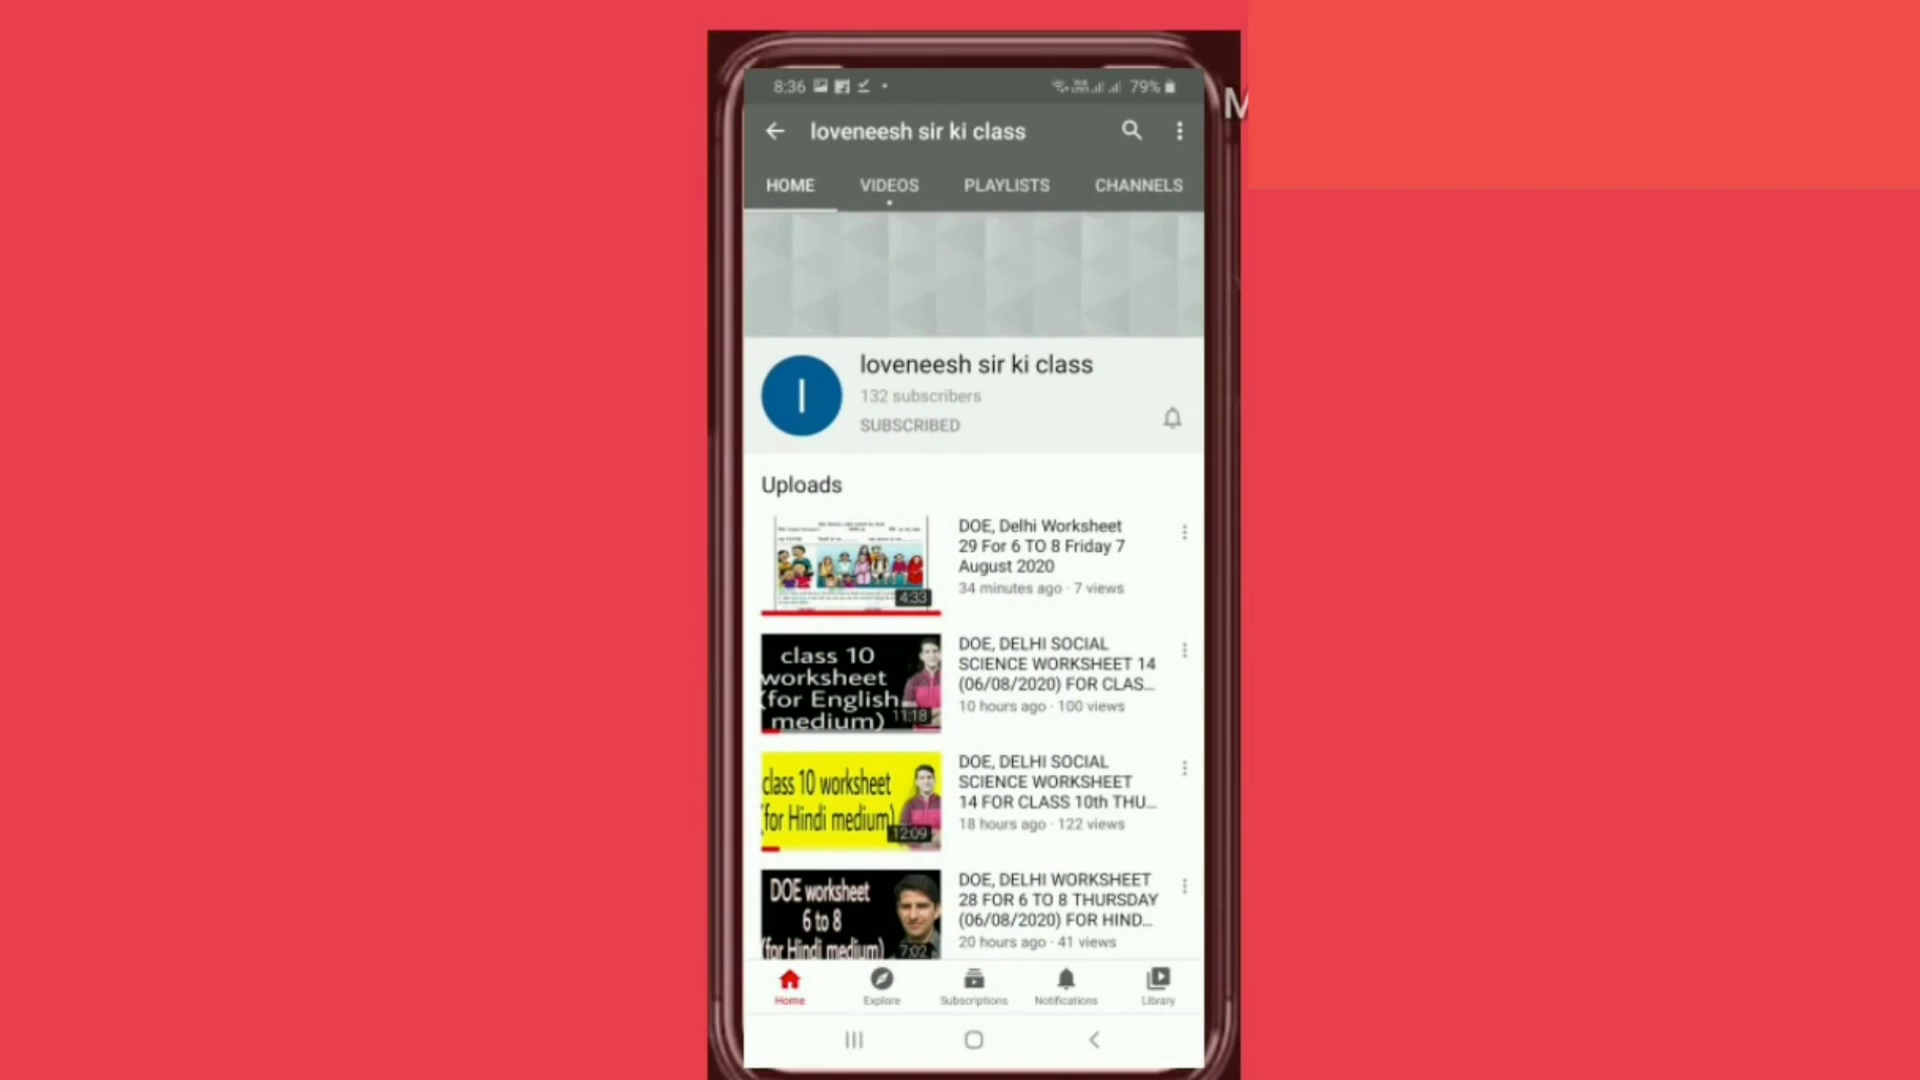 8:36
79%
M
loveneesh sir ki class
HOME VIDEOS PLAYLISTS CHANNELS
loveneesh sir ki class
132 subscribers
SUBSCRIBED
Uploads
DOE, Delhi Worksheet
29 For 6 TO 8 Friday 7
August 2020
34 minutes ago · 7 views
4:33
class 10
worksheet
(for English
medium)
11:18
DOE, DELHI SOCIAL
SCIENCE WORKSHEET 14
(06/08/2020) FOR CLAS...
10 hours ago · 100 views
class 10 worksheet
(for Hindi medium)
12:09
DOE, DELHI SOCIAL
SCIENCE WORKSHEET
14 FOR CLASS 10th THU...
18 hours ago · 122 views
DOE worksheet
6 to 8
(for Hindi medium)
7:02
DOE, DELHI WORKSHEET
28 FOR 6 TO 8 THURSDAY
(06/08/2020) FOR HIND...
20 hours ago · 41 views
Home Explore Subscriptions Notifications Library